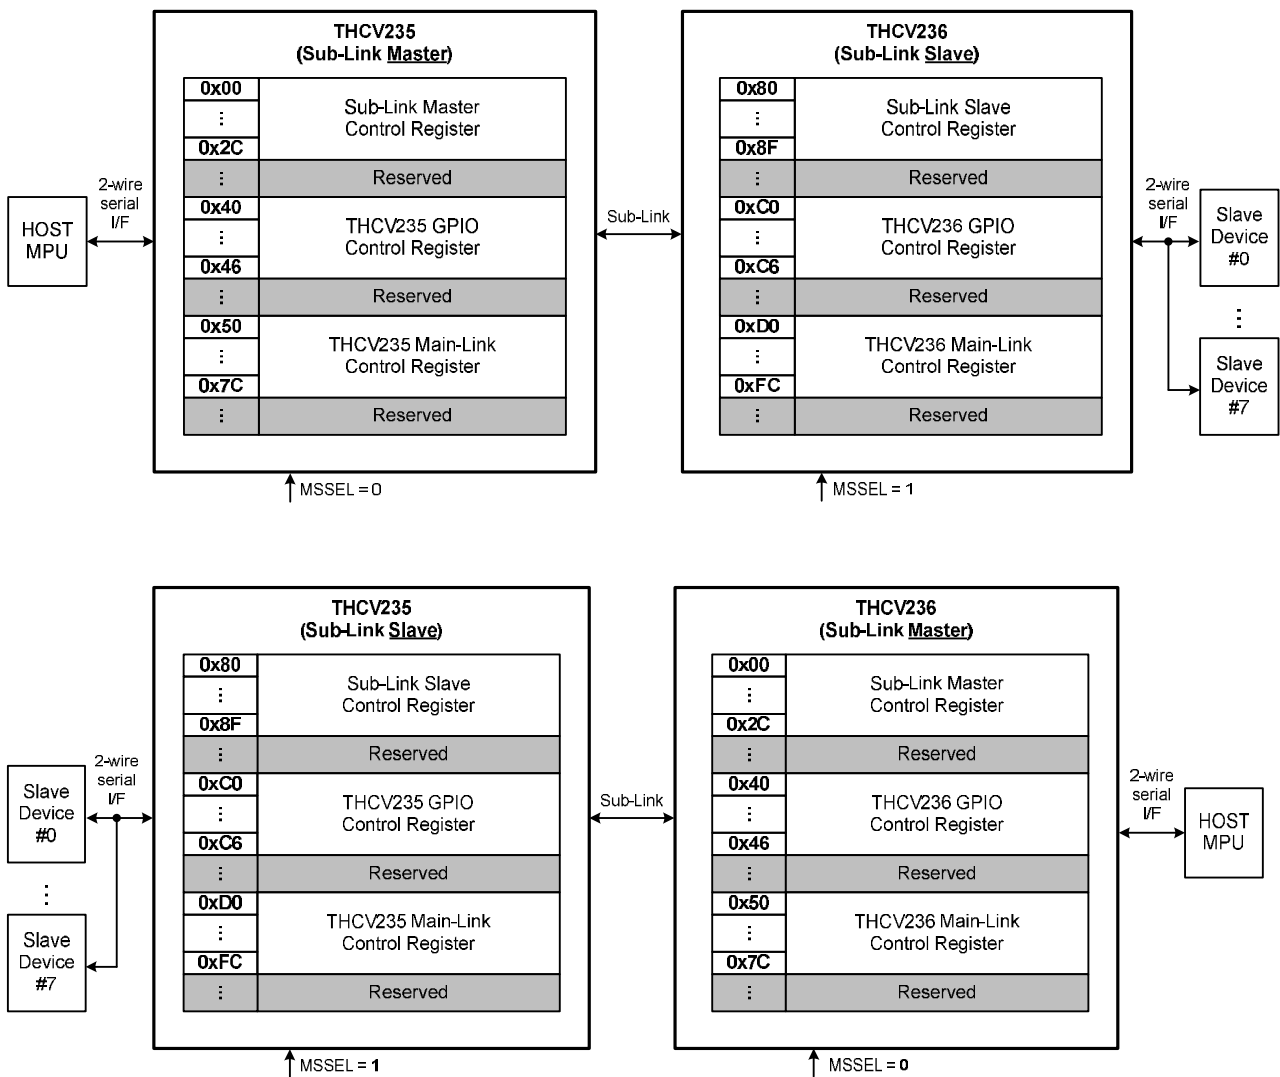 THCV235
(Sub-Link Master)
0x00
⋮
0x2C
Sub-Link Master
Control Register
⋮
Reserved
0x40
⋮
0x46
THCV235 GPIO
Control Register
⋮
Reserved
0x50
⋮
0x7C
THCV235 Main-Link
Control Register
⋮
Reserved
MSSEL = 0
HOST
MPU
2-wire
serial
I/F
Sub-Link
THCV236
(Sub-Link Slave)
0x80
⋮
0x8F
Sub-Link Slave
Control Register
⋮
Reserved
0xC0
⋮
0xC6
THCV236 GPIO
Control Register
⋮
Reserved
0xD0
⋮
0xFC
THCV236 Main-Link
Control Register
⋮
Reserved
MSSEL = 1
2-wire
serial
I/F
Slave
Device
#0
⋮
Slave
Device
#7
THCV235
(Sub-Link Slave)
0x80
⋮
0x8F
Sub-Link Slave
Control Register
⋮
Reserved
0xC0
⋮
0xC6
THCV235 GPIO
Control Register
⋮
Reserved
0xD0
⋮
0xFC
THCV235 Main-Link
Control Register
⋮
Reserved
MSSEL = 1
2-wire
serial
I/F
Slave
Device
#0
⋮
Slave
Device
#7
Sub-Link
THCV236
(Sub-Link Master)
0x00
⋮
0x2C
Sub-Link Master
Control Register
⋮
Reserved
0x40
⋮
0x46
THCV236 GPIO
Control Register
⋮
Reserved
0x50
⋮
0x7C
THCV236 Main-Link
Control Register
⋮
Reserved
MSSEL = 0
2-wire
serial
I/F
HOST
MPU